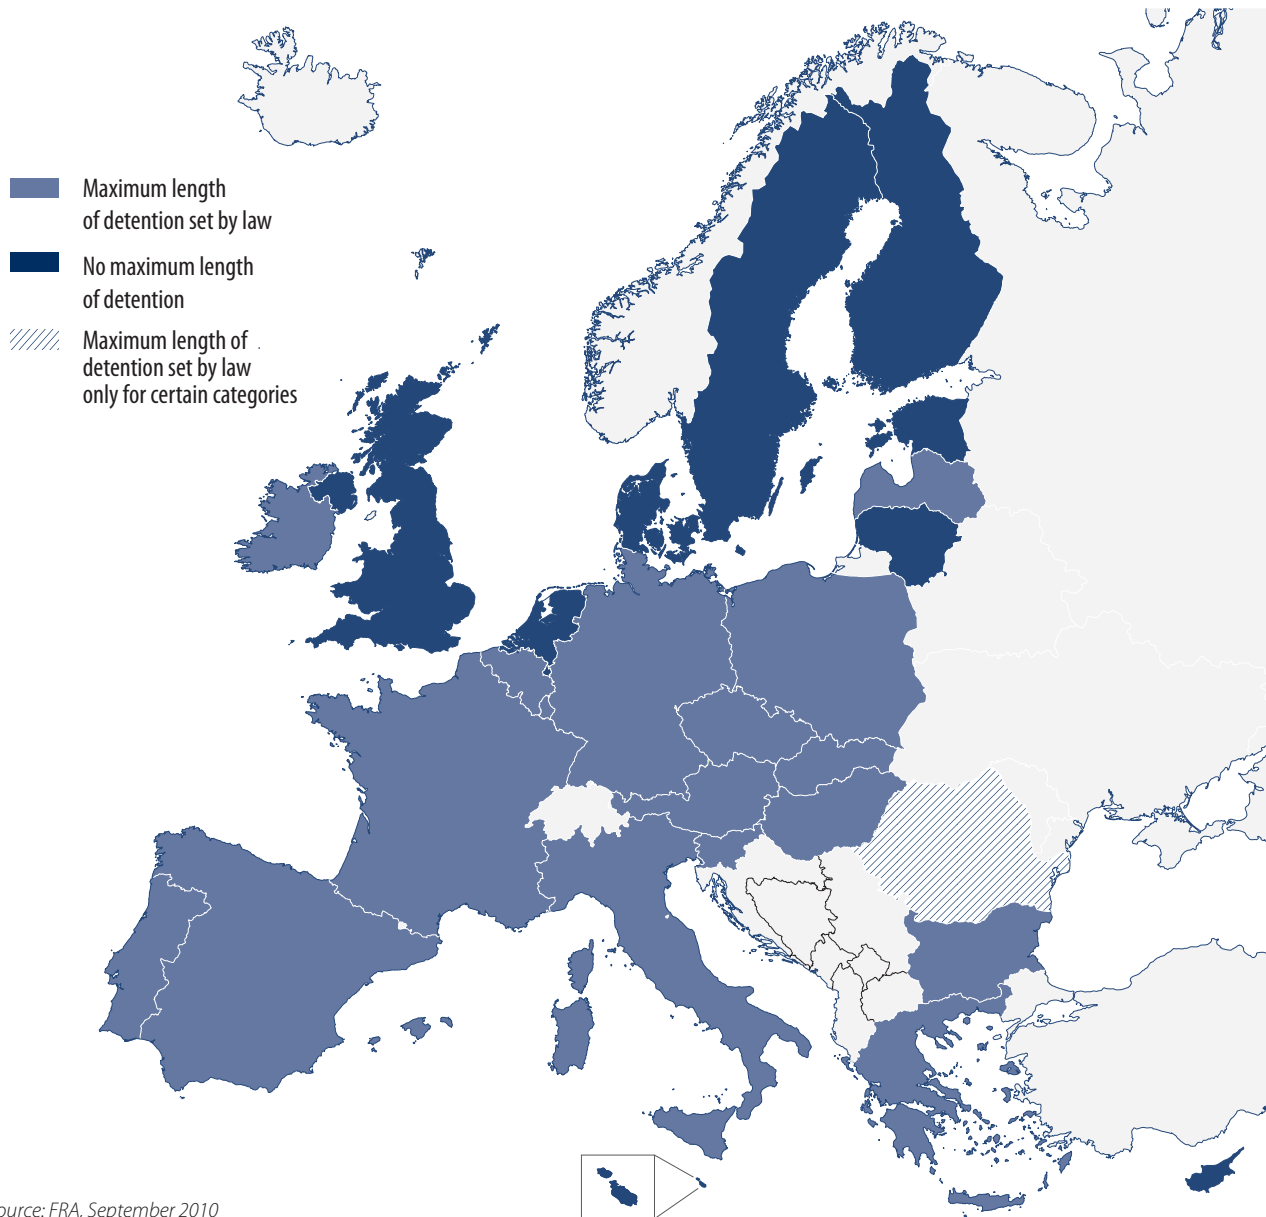 Maximum length
of detention set by law
No maximum length
of detention
Maximum length of
detention set by law
only for certain categories
ource: FRA, September 2010